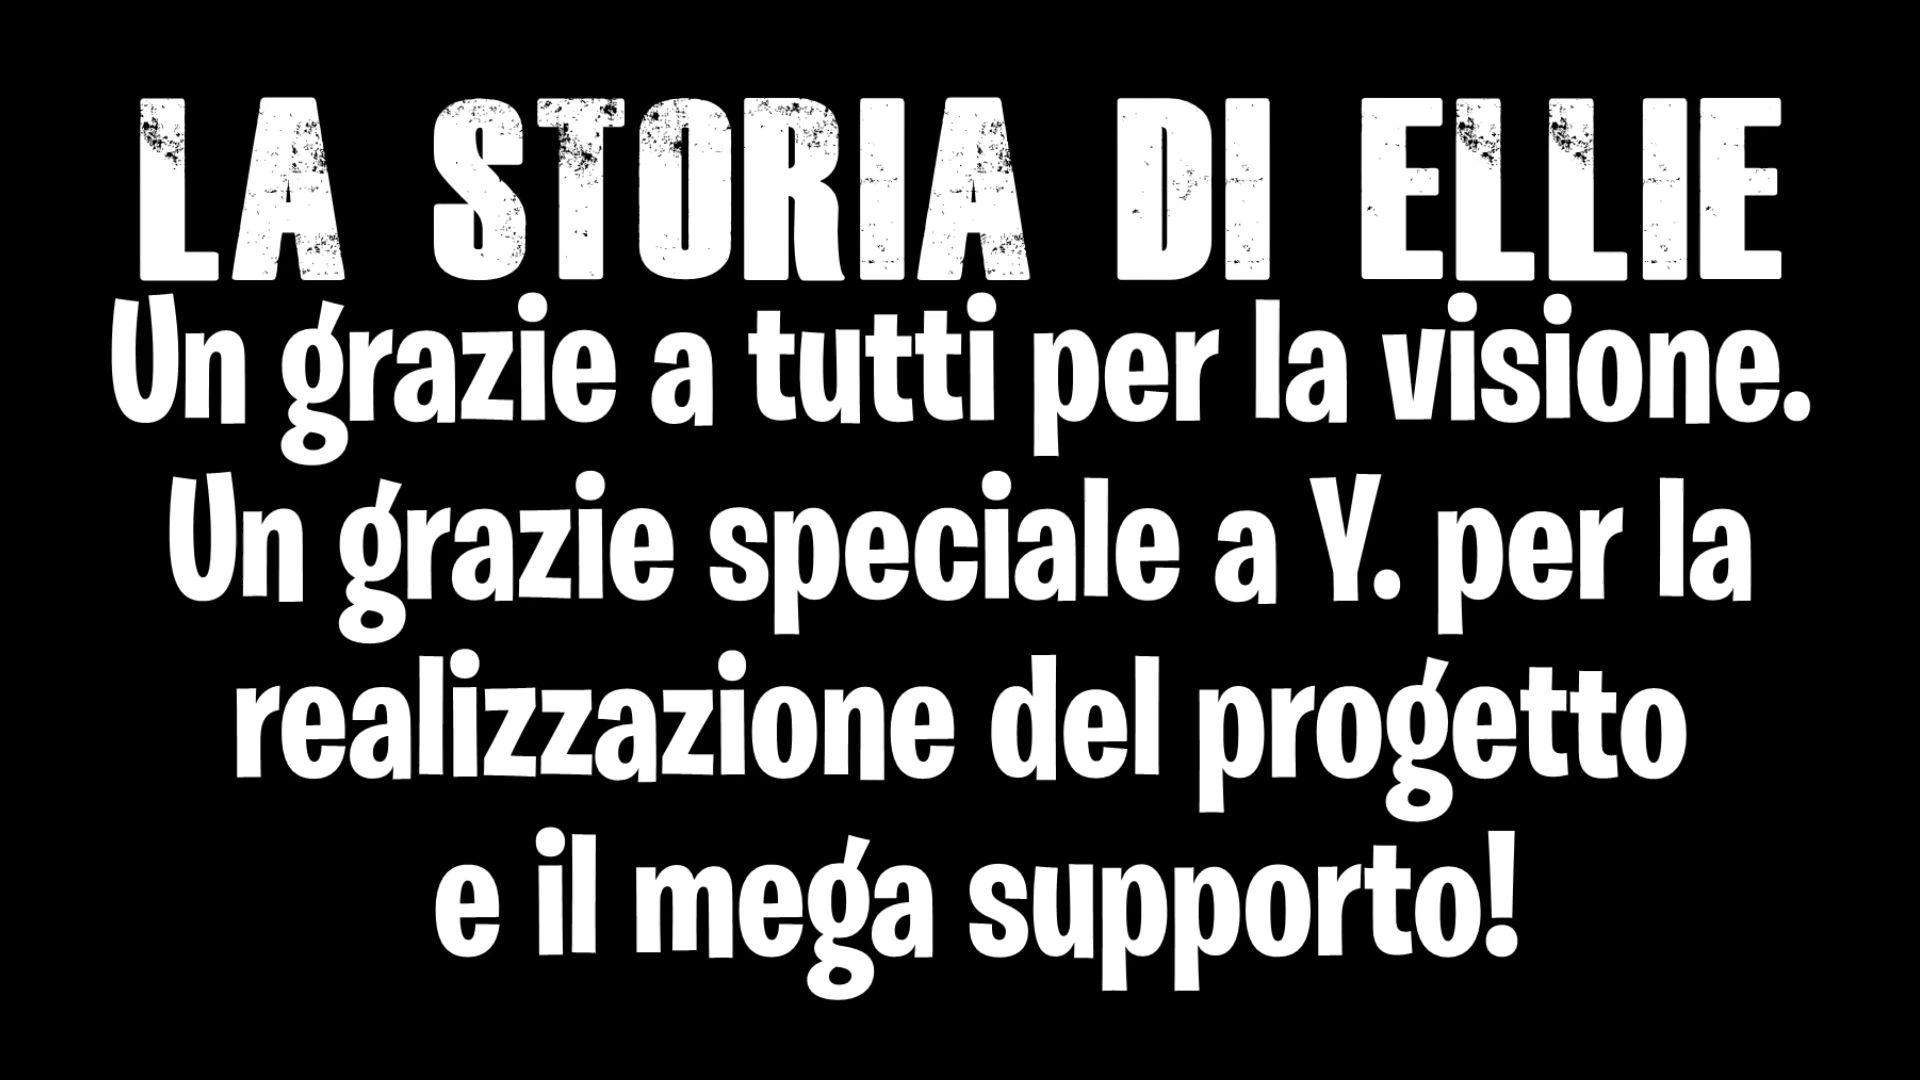 LA STORIA DI ELLIE
Un grazie a tutti per la visione.
Un grazie speciale a Y. per la
realizzazione del progetto
e il mega supporto!